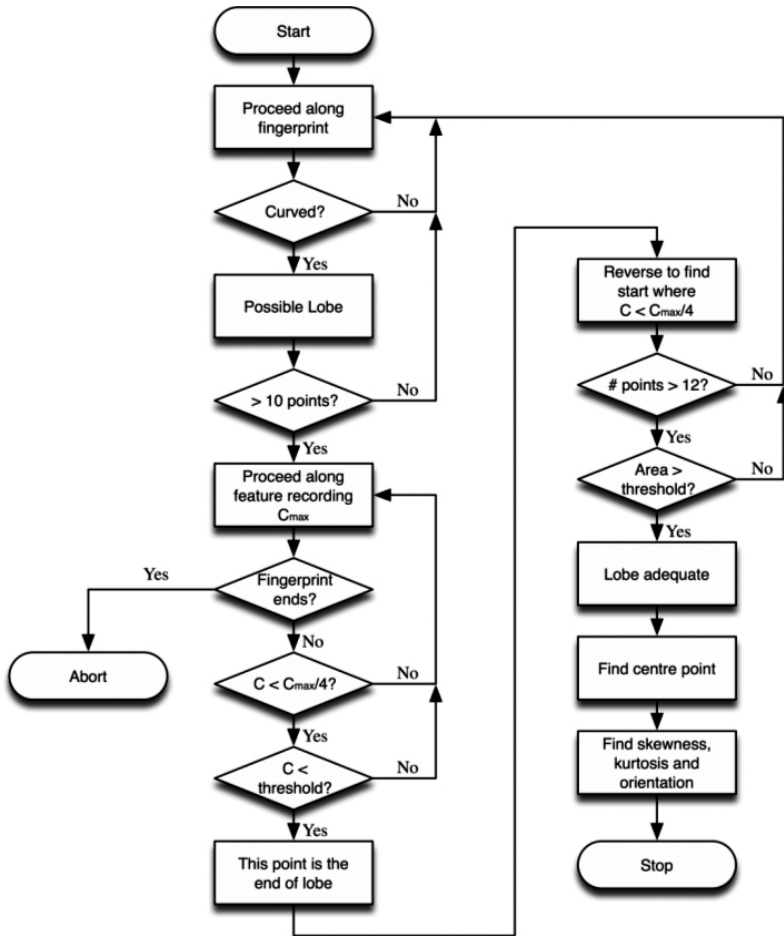 Start
Proceed along
fingerprint
Curved?
No
Yes
Possible Lobe
> 10 points?
No
Yes
Proceed along
feature recording
Cmax
Fingerprint
ends?
Yes
Abort
No
C < Cmax/4?
No
Yes
C <
threshold?
No
Yes
This point is the
end of lobe
Reverse to find
start where
C < Cmax/4
# points > 12?
No
Yes
Area >
threshold?
No
Yes
Lobe adequate
Find centre point
Find skewness,
kurtosis and
orientation
Stop